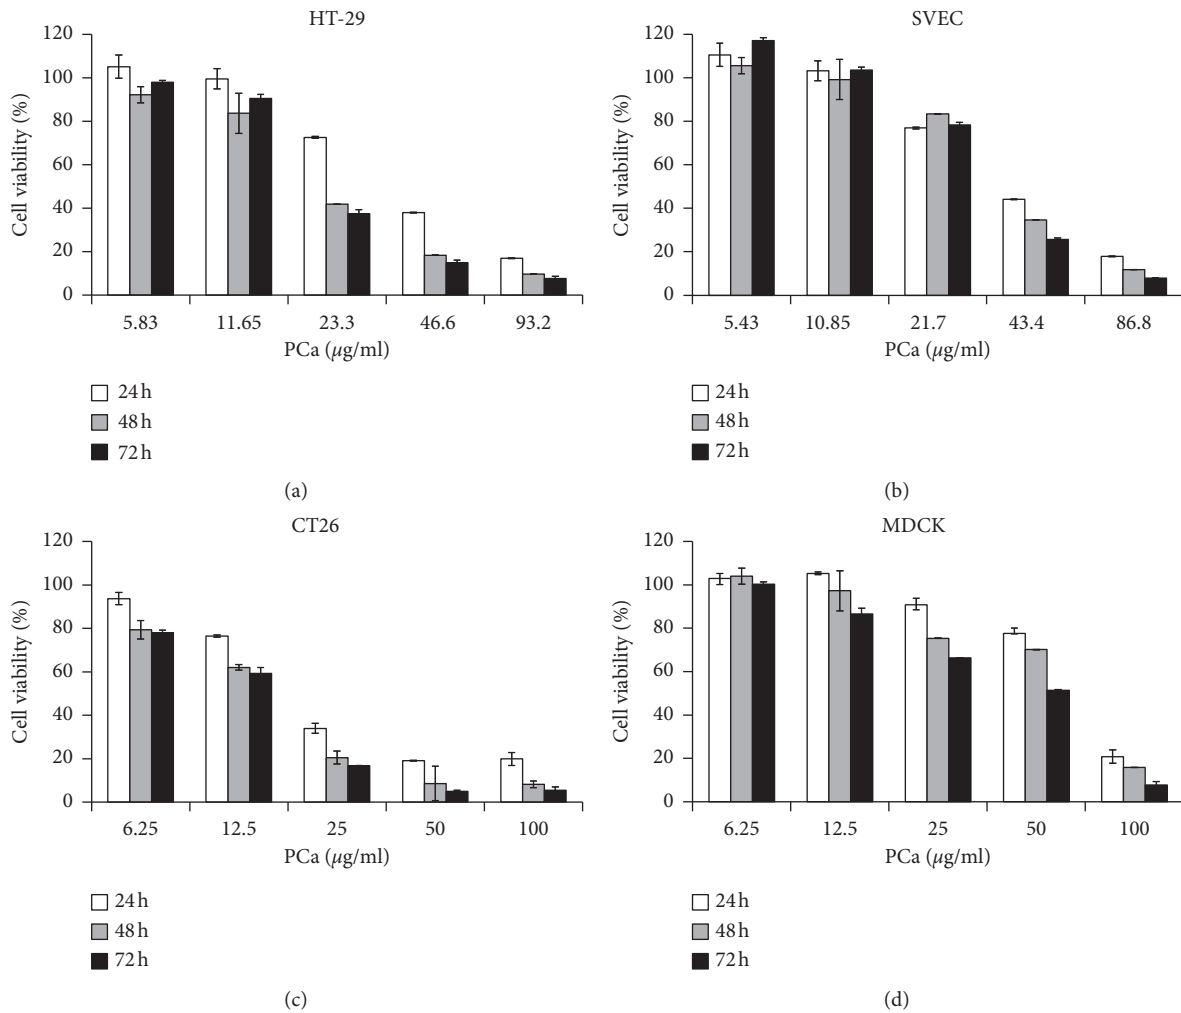 HT-29
120
100
80
60
40
20
0
Cell viability (%)
5.83 11.65 23.3 46.6 93.2
PCa (μg/ml)
24 h
48 h
72 h
(a)
SVEC
120
100
80
60
40
20
0
Cell viability (%)
5.43 10.85 21.7 43.4 86.8
PCa (μg/ml)
24 h
48 h
72 h
(b)
CT26
120
100
80
60
40
20
0
Cell viability (%)
6.25 12.5 25 50 100
PCa (μg/ml)
24 h
48 h
72 h
(c)
MDCK
120
100
80
60
40
20
0
Cell viability (%)
6.25 12.5 25 50 100
PCa (μg/ml)
24 h
48 h
72 h
(d)